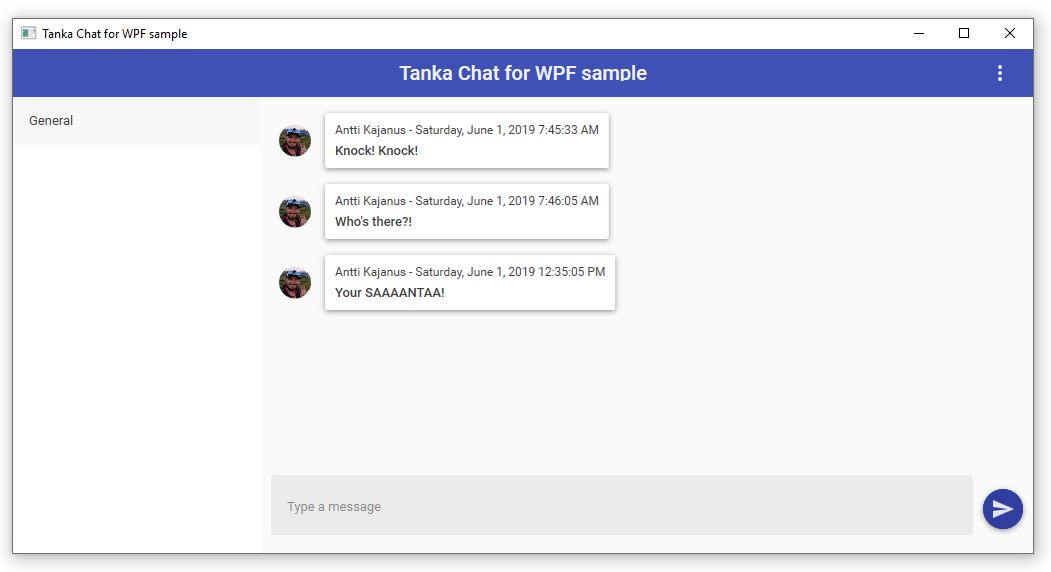 Tanka Chat for WPF sample
Tanka Chat for WPF sample
General
Antti Kajanus - Saturday, June 1, 2019 7:45:33 AM
Knock! Knock!
Antti Kajanus - Saturday, June 1, 2019 7:46:05 AM
Who's there?!
Antti Kajanus - Saturday, June 1, 2019 12:35:05 PM
Your SAAAANTAA!
Type a message